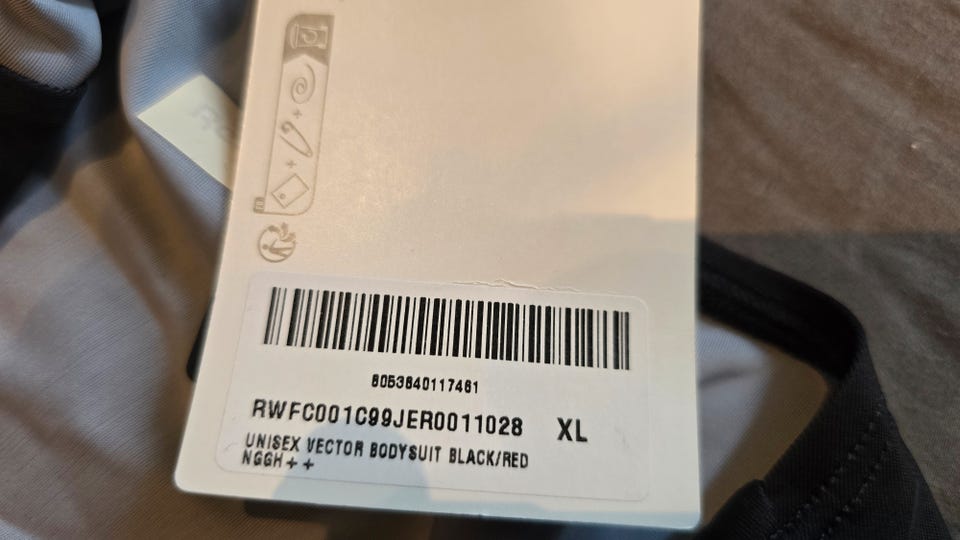 8053840117461
RWFC001C99JER0011028 XL
UNISEX VECTOR BODYSUIT BLACK/RED
NGGH++